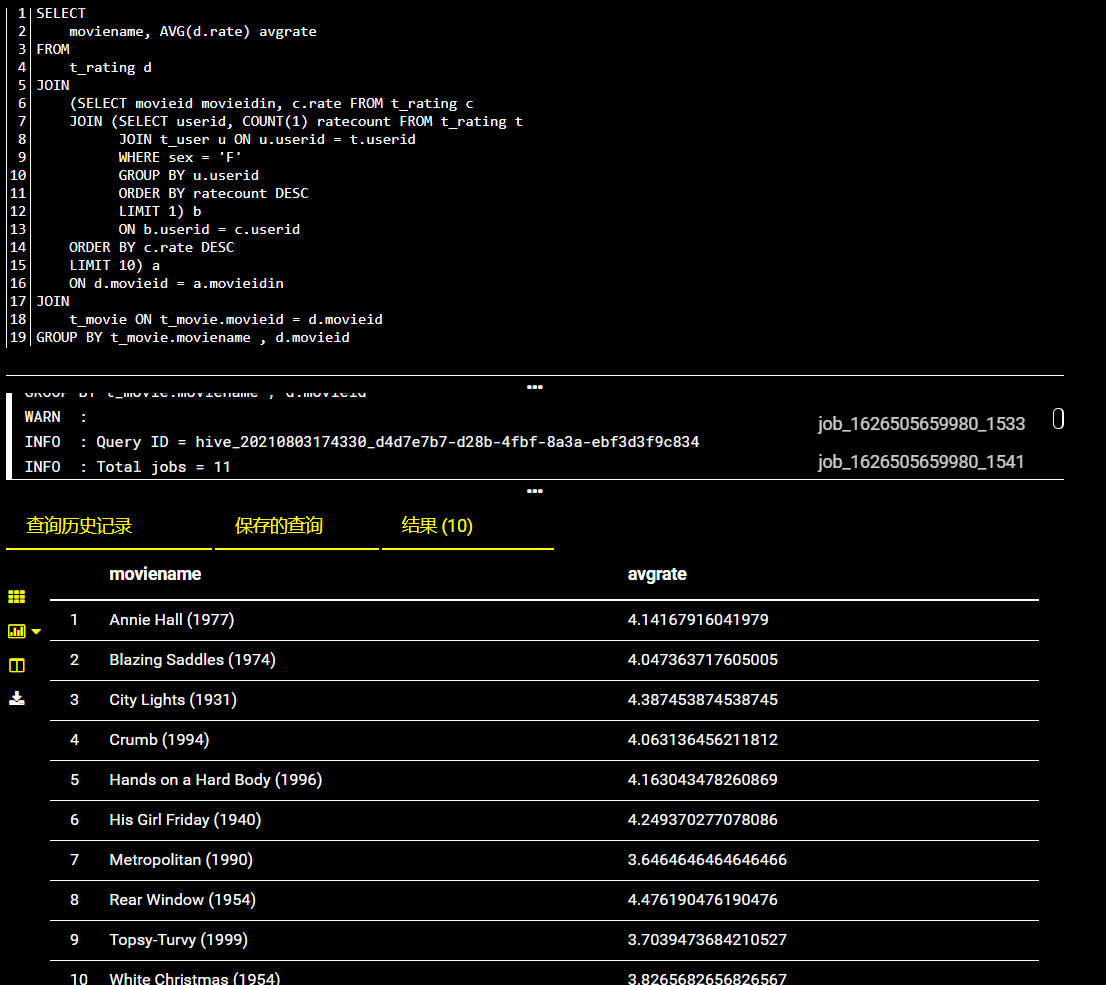 1 SELECT
2     moviename, AVG(d.rate) avgrate
3 FROM
4     t_rating d
5 JOIN
6     (SELECT movieid movieidin, c.rate FROM t_rating c
7     JOIN (SELECT userid, COUNT(1) ratecount FROM t_rating t
8           JOIN t_user u ON u.userid = t.userid
9           WHERE sex = 'F'
10           GROUP BY u.userid
11           ORDER BY ratecount DESC
12           LIMIT 1) b
13           ON b.userid = c.userid
14     ORDER BY c.rate DESC
15     LIMIT 10) a
16     ON d.movieid = a.movieidin
17 JOIN
18     t_movie ON t_movie.movieid = d.movieid
19 GROUP BY t_movie.moviename , d.movieid
GROUP BY t_movie.moviename , d.movieid
WARN  :
INFO  : Query ID = hive_20210803174330_d4d7e7b7-d28b-4fbf-8a3a-ebf3d3f9c834
INFO  : Total jobs = 11
job_1626505659980_1533
job_1626505659980_1541
查询历史记录 保存的查询 结果 (10)
moviename avgrate
1 Annie Hall (1977) 4.14167916041979
2 Blazing Saddles (1974) 4.047363717605005
3 City Lights (1931) 4.387453874538745
4 Crumb (1994) 4.063136456211812
5 Hands on a Hard Body (1996) 4.163043478260869
6 His Girl Friday (1940) 4.249370277078086
7 Metropolitan (1990) 3.6464646464646466
8 Rear Window (1954) 4.476190476190476
9 Topsy-Turvy (1999) 3.7039473684210527
10 White Christmas (1954) 3.8265682656826567